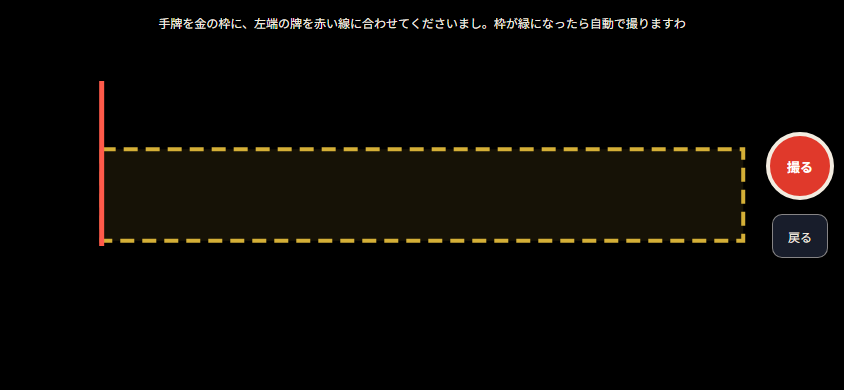 手牌を金の枠に、左端の牌を赤い線に合わせてくださいまし。枠が緑になったら自動で撮りますわ
撮る
戻る